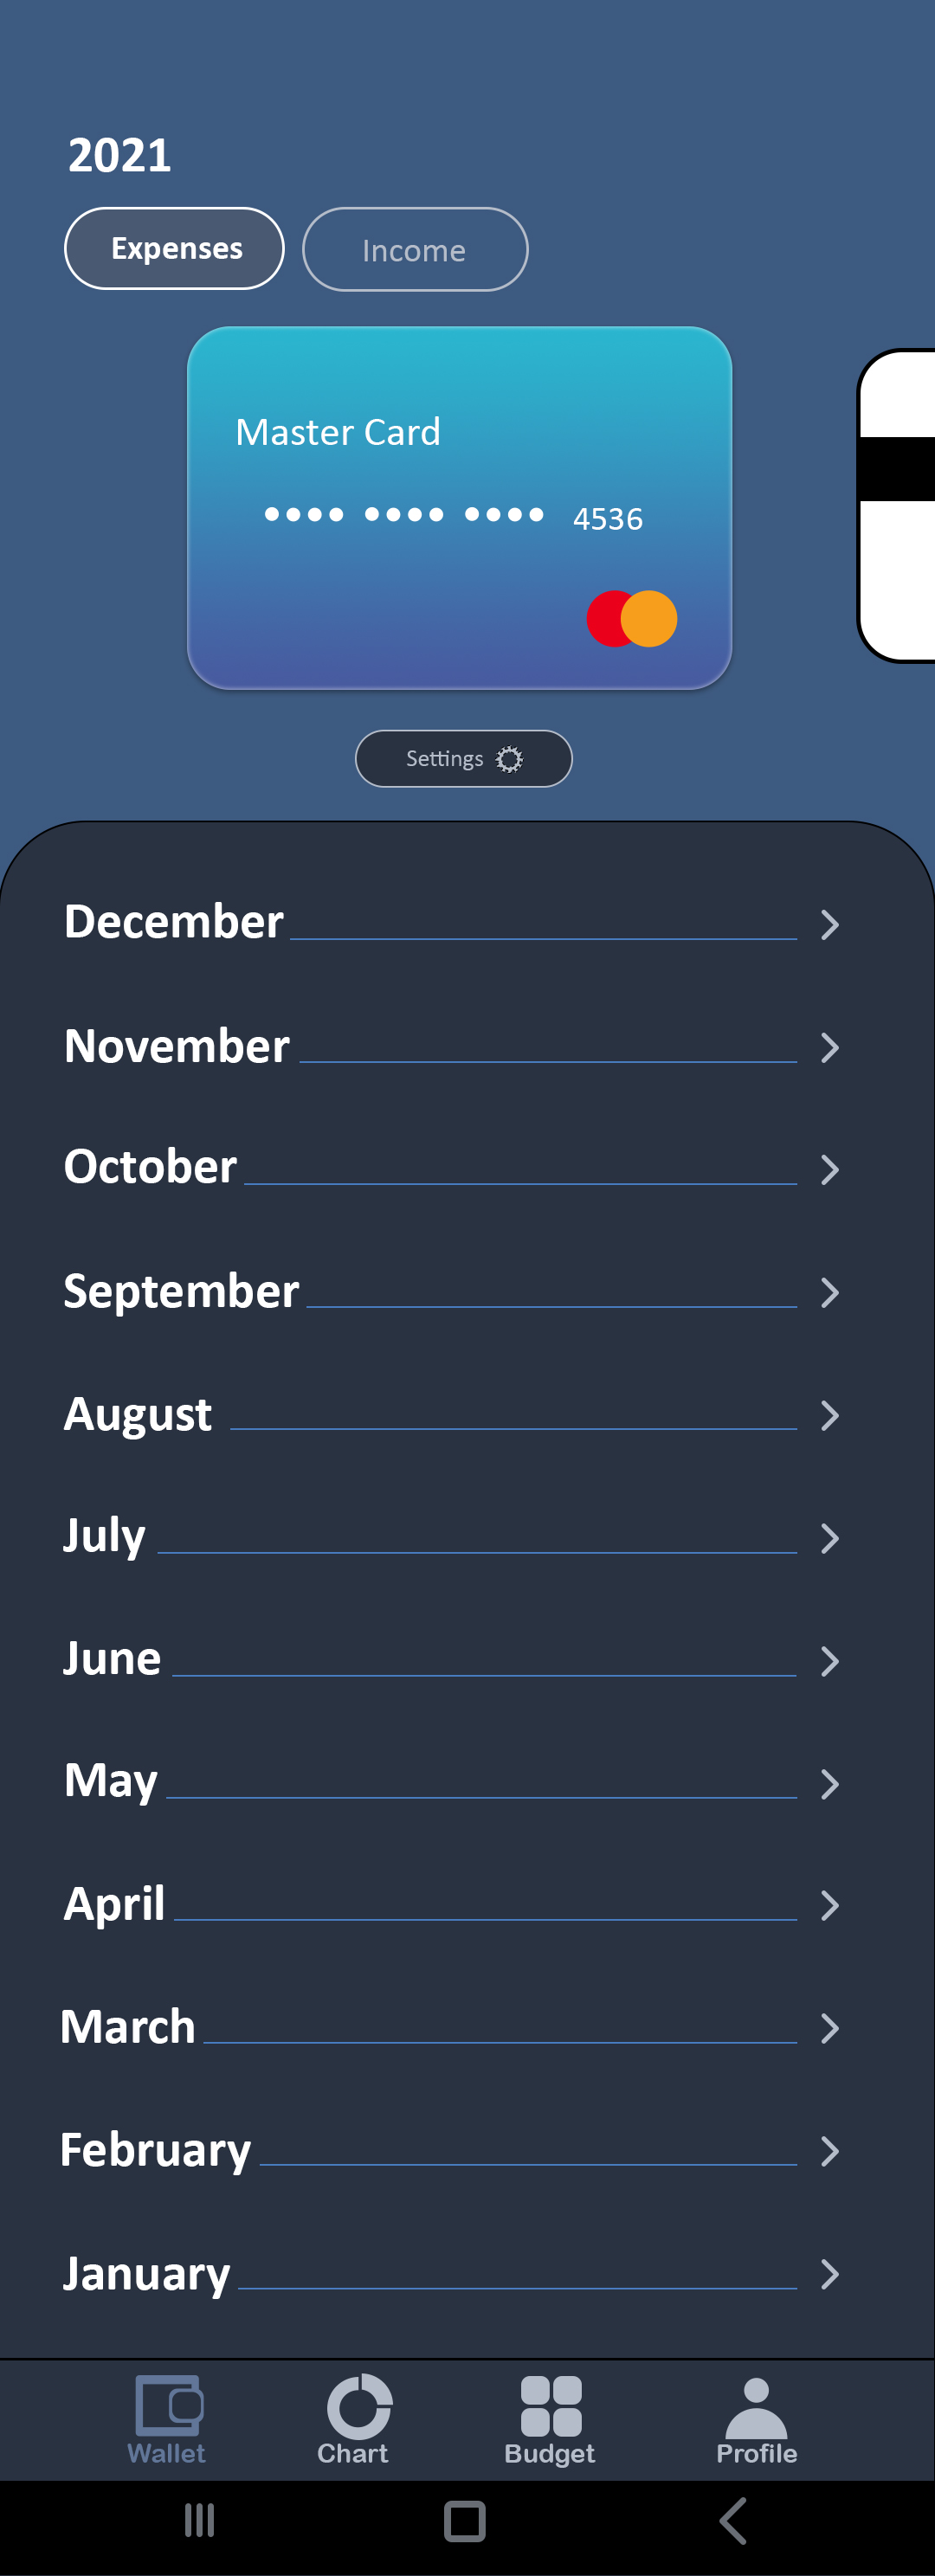 2021
Expenses Income
Master Card
•••• •••• •••• 4536
Settings
December
November
October
September
August
July
June
May
April
March
February
January
Wallet Chart Budget Profile